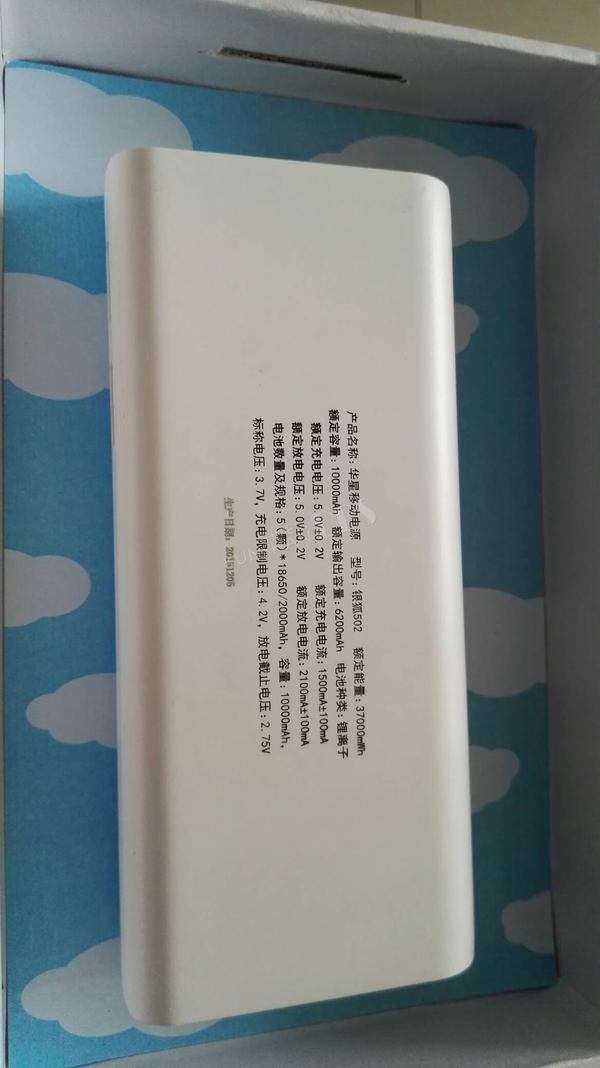 产品名称:华星移动电源 型号:银狐502 额定能量:37000mWh
额定容量:10000mAh 额定输出容量:6200mAh 电池种类:锂离子
额定充电电压:5.0V±0.2V 额定充电电流:1500mA±100mA
额定放电电压:5.0V±0.2V 额定放电电流:2100mA±100mA
电池数量及规格:5(颗)*18650/2000mAh, 容量:10000mAh,
标称电压:3.7V, 充电限制电压:4.2V, 放电截止电压:2.75V
生产日期:20151206